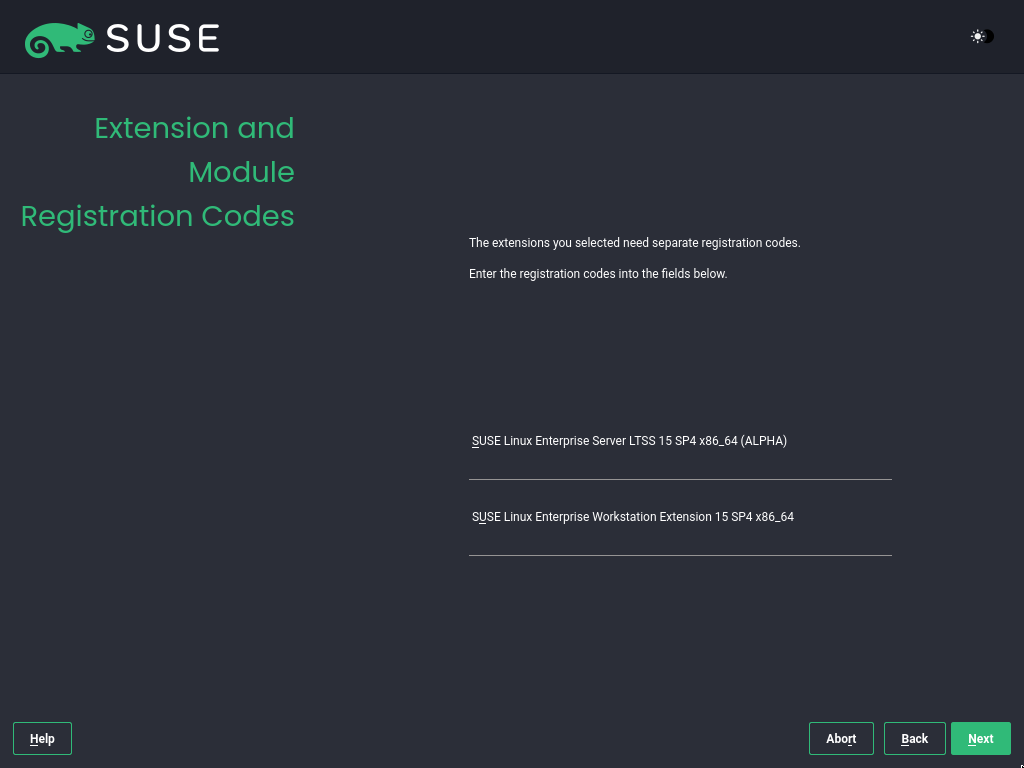 SUSE
Extension and
Module
Registration Codes
The extensions you selected need separate registration codes.
Enter the registration codes into the fields below.
SUSE Linux Enterprise Server LTSS 15 SP4 x86_64 (ALPHA)
SUSE Linux Enterprise Workstation Extension 15 SP4 x86_64
Help Abort Back Next